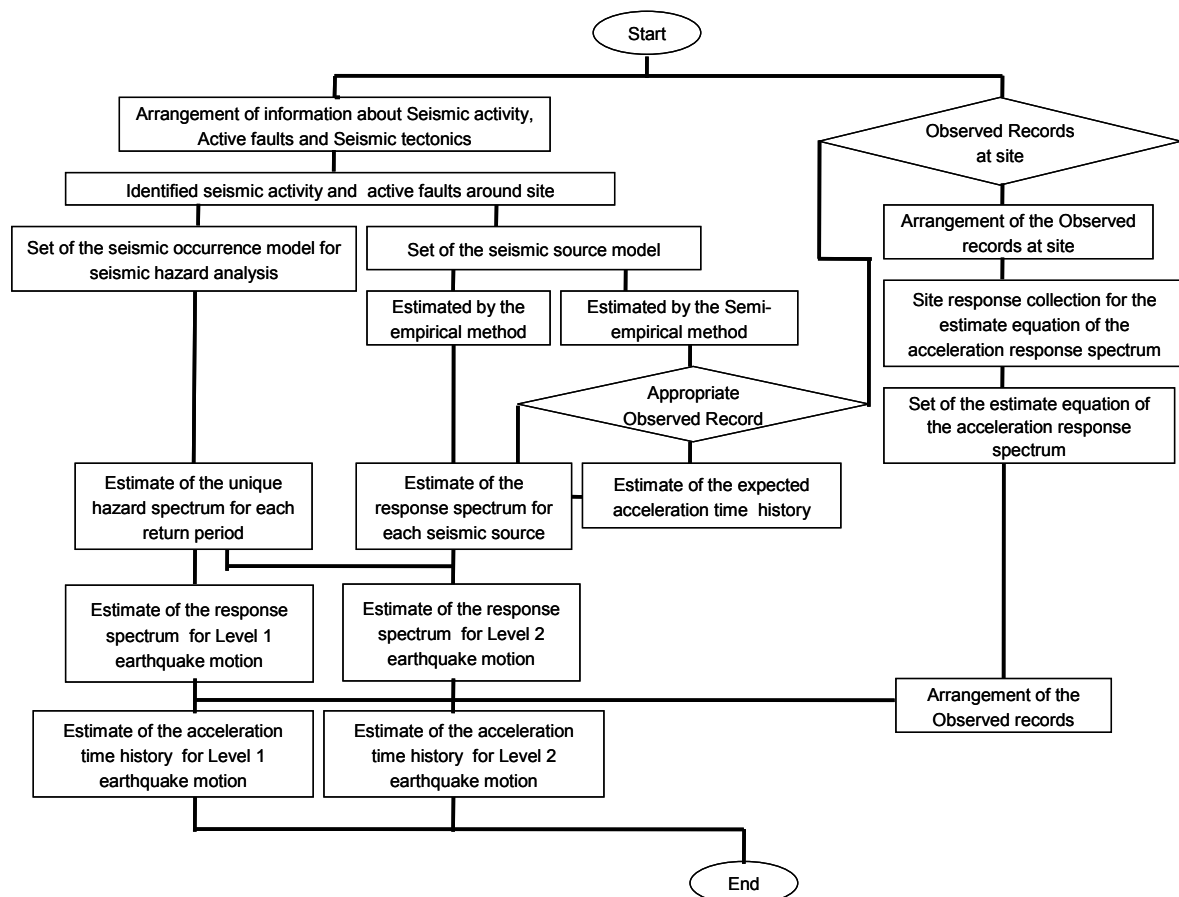 Start
Arrangement of information about Seismic activity,
Active faults and Seismic tectonics
Observed Records
at site
Identified seismic activity and active faults around site
Arrangement of the Observed
records at site
Set of the seismic occurrence model for
seismic hazard analysis
Set of the seismic source model
Estimated by the
empirical method
Estimated by the Semi-
empirical method
Site response collection for the
estimate equation of the
acceleration response spectrum
Appropriate
Observed Record
Set of the estimate equation of
the acceleration response
spectrum
Estimate of the unique
hazard spectrum for each
return period
Estimate of the
response spectrum for
each seismic source
Estimate of the expected
acceleration time history
Estimate of the response
spectrum for Level 1
earthquake motion
Estimate of the response
spectrum for Level 2
earthquake motion
Arrangement of the
Observed records
Estimate of the acceleration
time history for Level 1
earthquake motion
Estimate of the acceleration
time history for Level 2
earthquake motion
End